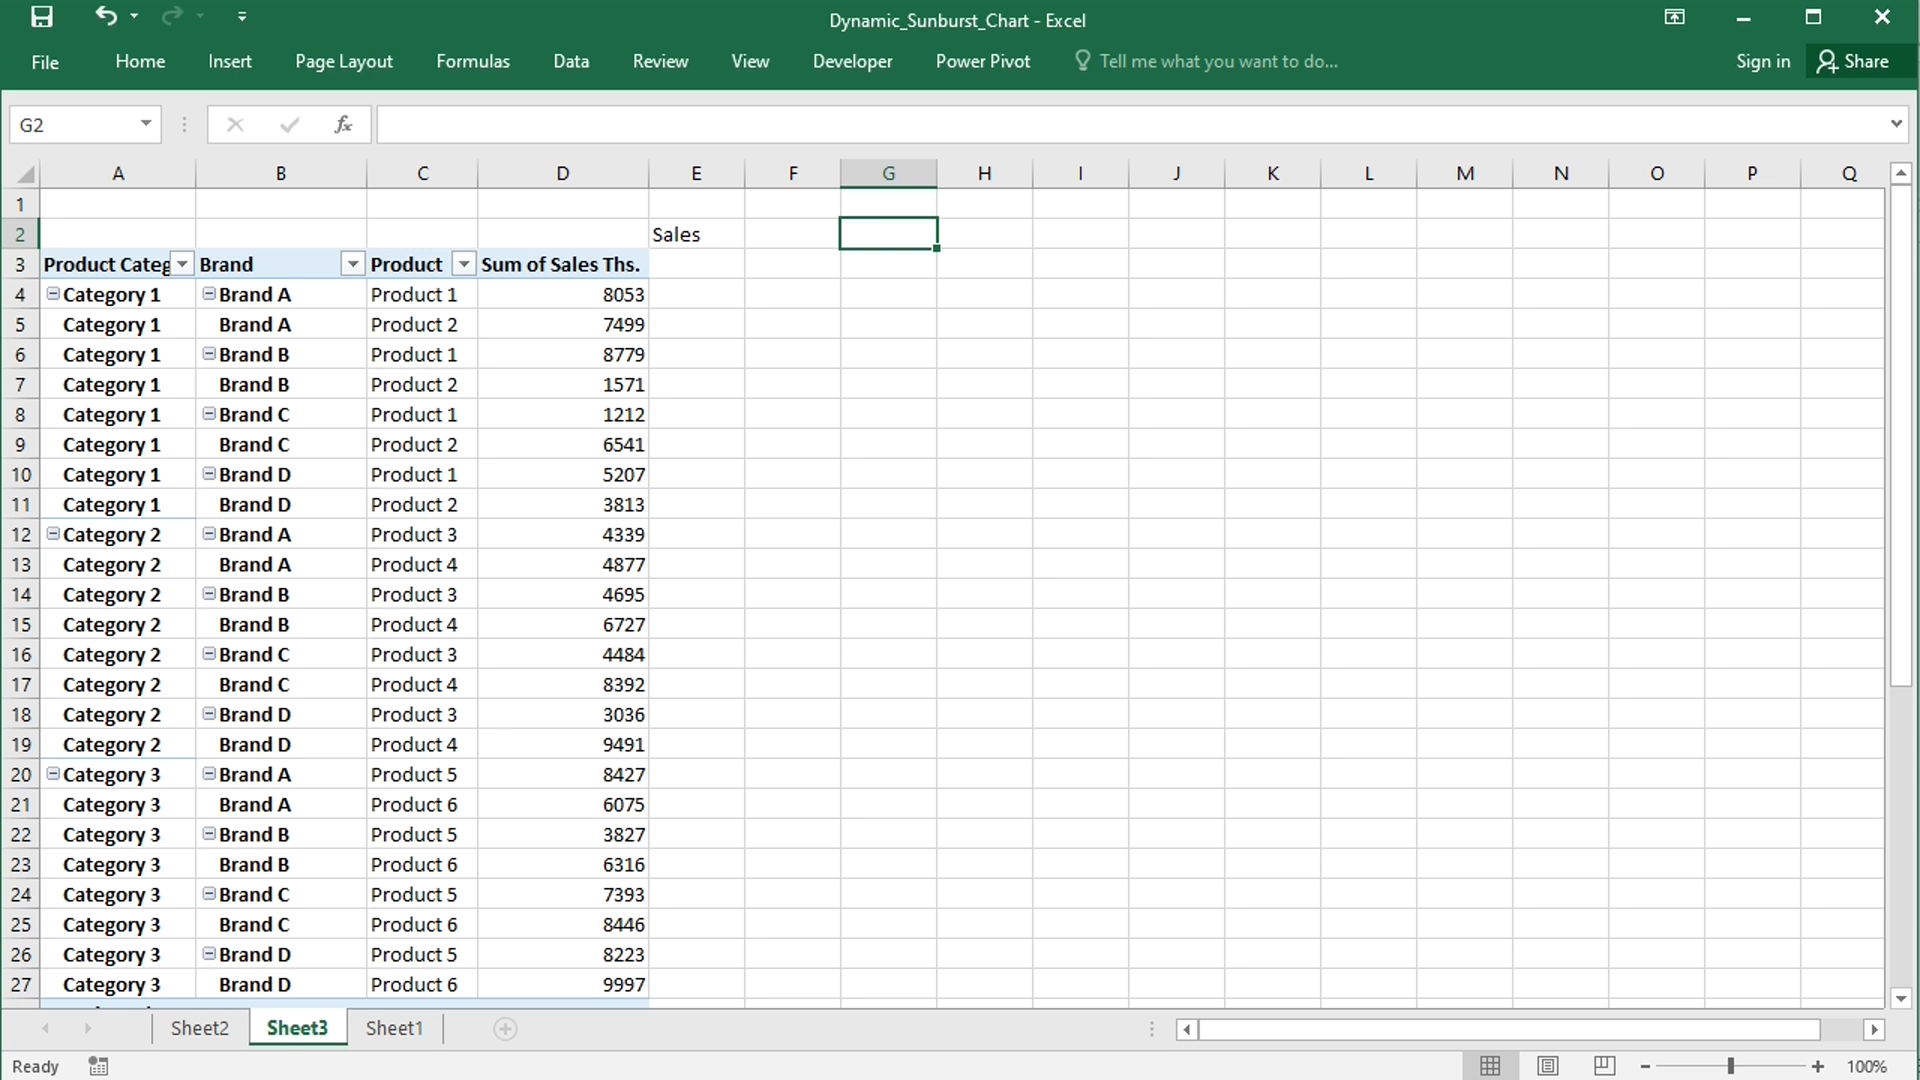 Dynamic_Sunburst_Chart - Excel
File Home Insert Page Layout Formulas Data Review View Developer Power Pivot Tell me what you want to do... Sign in Share
G2 fx
A B C D E F G H I J K L M N O P Q
1
2 Sales
3 Product Categ Brand Product Sum of Sales Ths.
4 Category 1 Brand A Product 1 8053
5 Category 1 Brand A Product 2 7499
6 Category 1 Brand B Product 1 8779
7 Category 1 Brand B Product 2 1571
8 Category 1 Brand C Product 1 1212
9 Category 1 Brand C Product 2 6541
10 Category 1 Brand D Product 1 5207
11 Category 1 Brand D Product 2 3813
12 Category 2 Brand A Product 3 4339
13 Category 2 Brand A Product 4 4877
14 Category 2 Brand B Product 3 4695
15 Category 2 Brand B Product 4 6727
16 Category 2 Brand C Product 3 4484
17 Category 2 Brand C Product 4 8392
18 Category 2 Brand D Product 3 3036
19 Category 2 Brand D Product 4 9491
20 Category 3 Brand A Product 5 8427
21 Category 3 Brand A Product 6 6075
22 Category 3 Brand B Product 5 3827
23 Category 3 Brand B Product 6 6316
24 Category 3 Brand C Product 5 7393
25 Category 3 Brand C Product 6 8446
26 Category 3 Brand D Product 5 8223
27 Category 3 Brand D Product 6 9997
Sheet2 Sheet3 Sheet1
Ready 100%